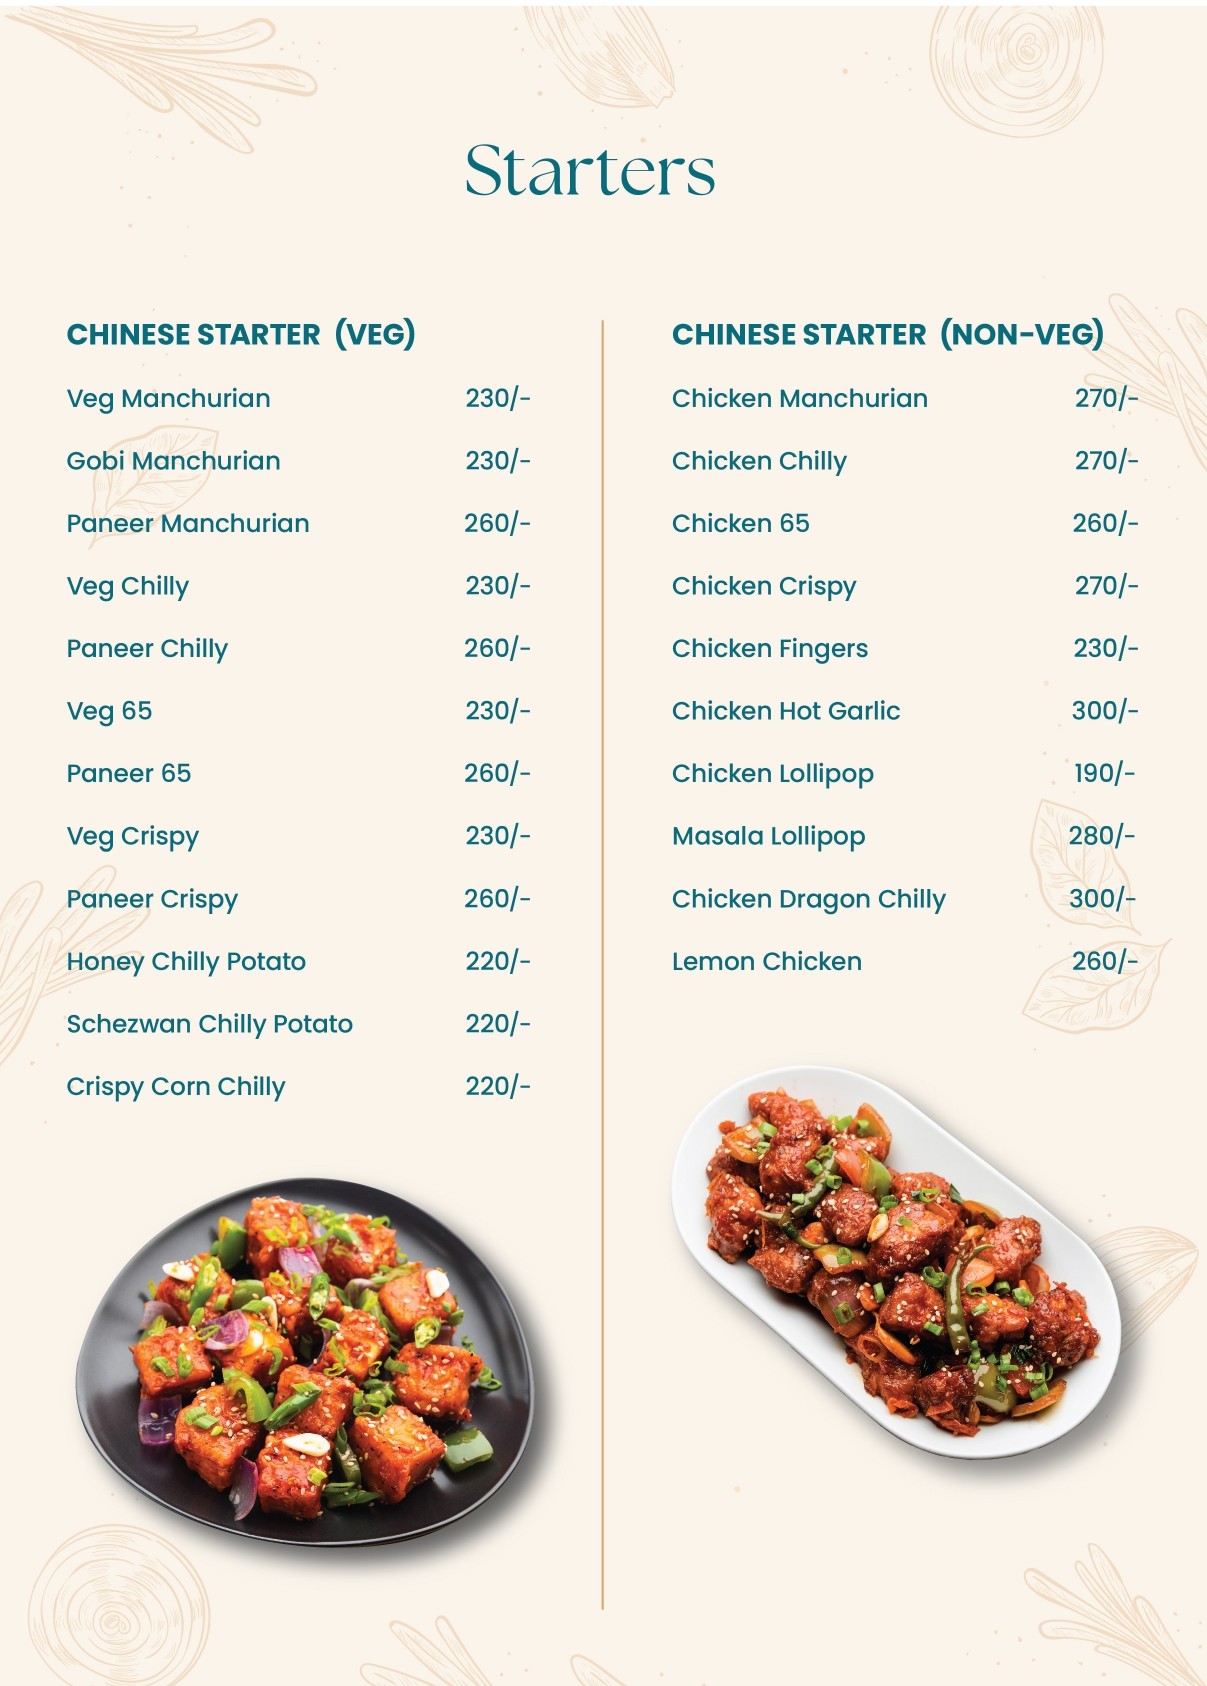 Starters
CHINESE STARTER (VEG)
Veg Manchurian 230/-
Gobi Manchurian 230/-
Paneer Manchurian 260/-
Veg Chilly 230/-
Paneer Chilly 260/-
Veg 65 230/-
Paneer 65 260/-
Veg Crispy 230/-
Paneer Crispy 260/-
Honey Chilly Potato 220/-
Schezwan Chilly Potato 220/-
Crispy Corn Chilly 220/-
CHINESE STARTER (NON-VEG)
Chicken Manchurian 270/-
Chicken Chilly 270/-
Chicken 65 260/-
Chicken Crispy 270/-
Chicken Fingers 230/-
Chicken Hot Garlic 300/-
Chicken Lollipop 190/-
Masala Lollipop 280/-
Chicken Dragon Chilly 300/-
Lemon Chicken 260/-